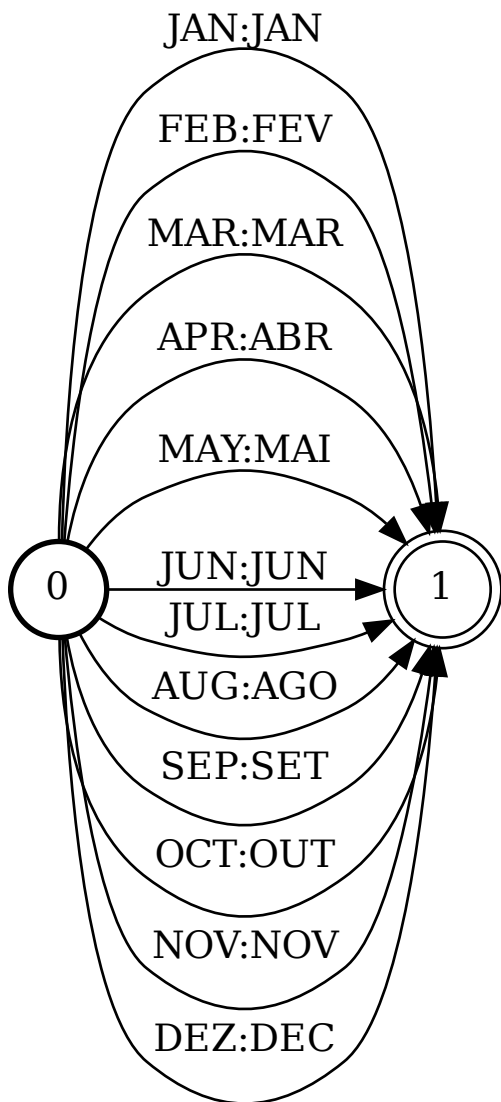 JAN:JAN
FEB:FEV
MAR:MAR
APR:ABR
MAY:MAI
JUN:JUN
0
1
JUL:JUL
AUG:AGO
SEP:SET
OCT:OUT
NOV:NOV
DEZ:DEC